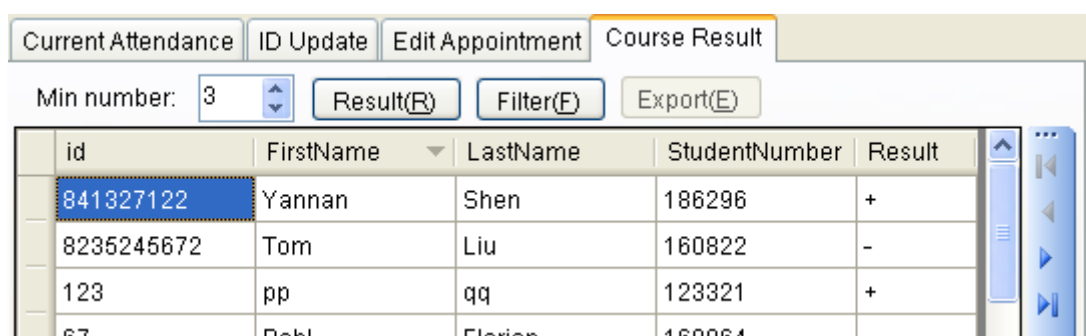 Current Attendance ID Update Edit Appointment Course Result
Min number: 3 Result(R) Filter(F) Export(E)
id FirstName LastName StudentNumber Result
841327122 Yannan Shen 186296 +
8235245672 Tom Liu 160822 -
123 pp qq 123321 +